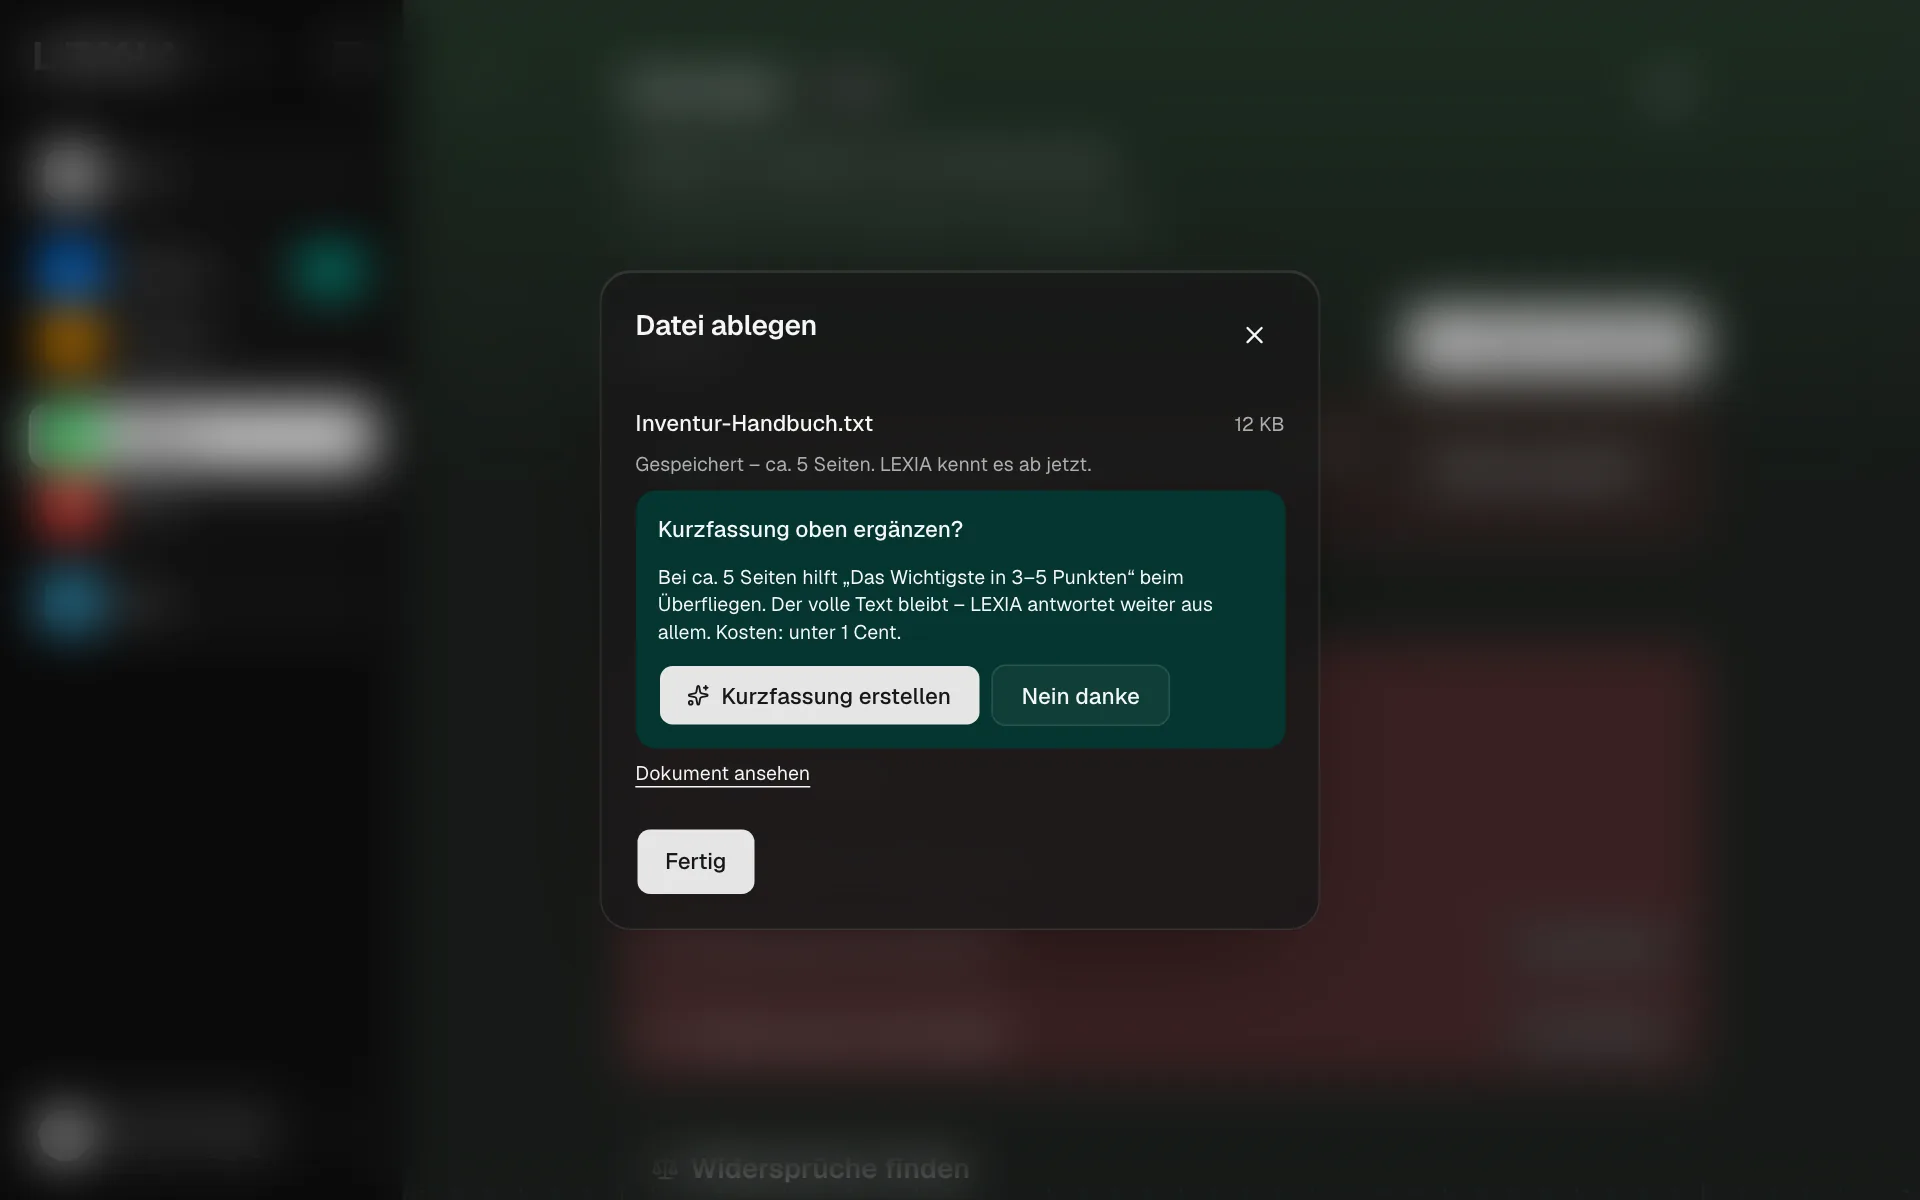 Datei ablegen
Inventur-Handbuch.txt
12 KB
Gespeichert – ca. 5 Seiten. LEXIA kennt es ab jetzt.
Kurzfassung oben ergänzen?
Bei ca. 5 Seiten hilft „Das Wichtigste in 3–5 Punkten“ beim
Überfliegen. Der volle Text bleibt – LEXIA antwortet weiter aus
allem. Kosten: unter 1 Cent.
Kurzfassung erstellen
Nein danke
Dokument ansehen
Fertig
Widersprüche finden